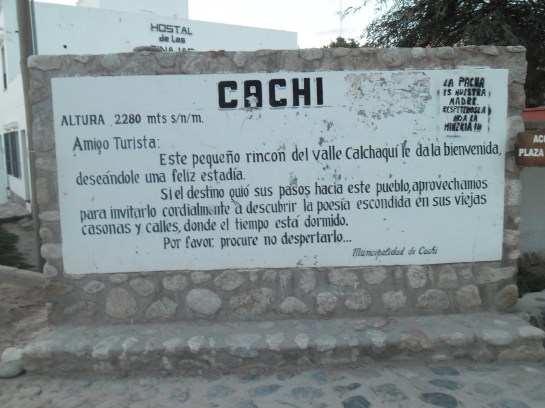 HOSTAL
de Las
CACHI
ALTURA 2280 mts s/n/m.
LA PACHA
ES NUESTRA
MADRE.
RESPETEMOSLA
NO A LA
MINERIA
Amigo Turista:
Este pequeño rincon del Valle Calchaquí le da la bienvenida,
deseándole una feliz estadía.
Si el destino guió sus pasos hacia este pueblo, aprovechamos
para invitarlo cordialmente a descubrir la poesía escondida en sus viejas
casonas y calles, donde el tiempo está dormido.
Por favor, procure no despertarlo...
Municipalidad de Cachi
PLAZA